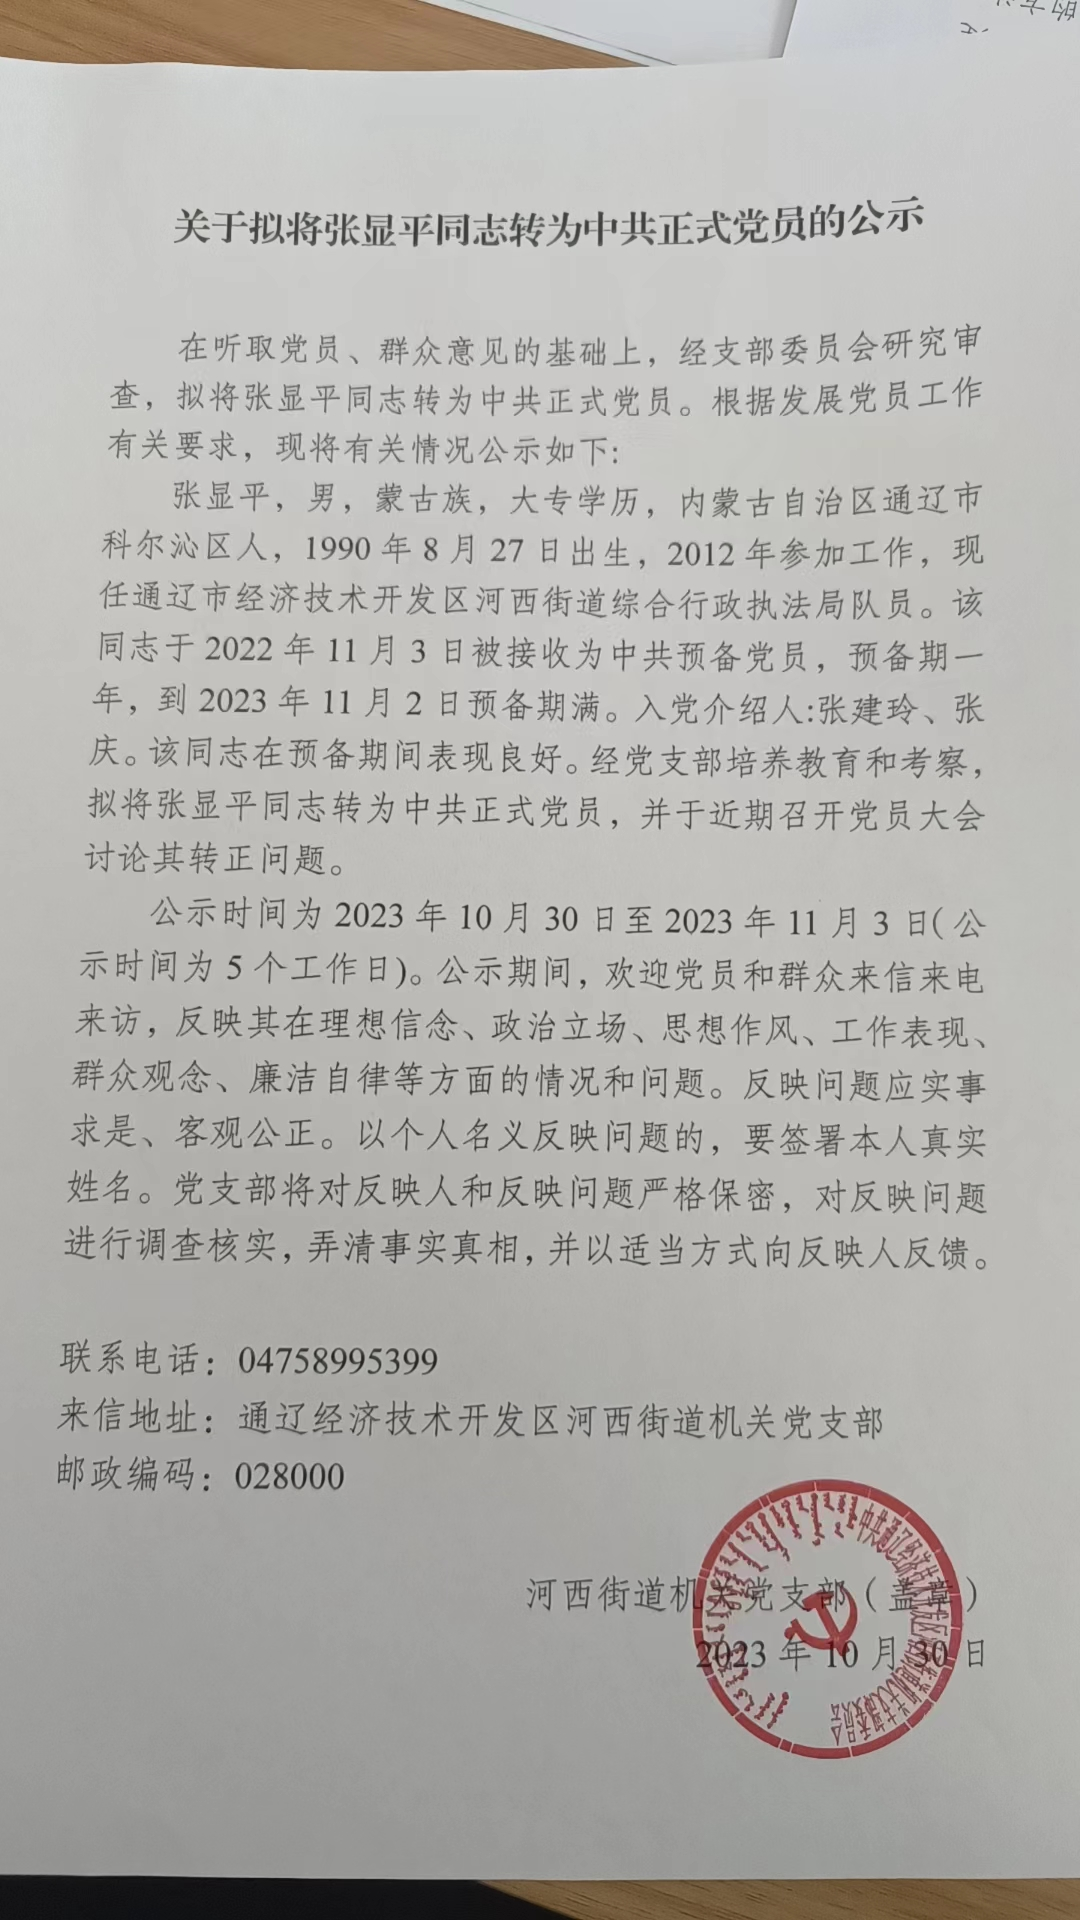 关于拟将张显平同志转为中共正式党员的公示
在听取党员、群众意见的基础上，经支部委员会研究审
查，拟将张显平同志转为中共正式党员。根据发展党员工作
有关要求，现将有关情况公示如下:
张显平，男，蒙古族，大专学历，内蒙古自治区通辽市
科尔沁区人，1990 年 8 月 27 日出生，2012 年参加工作，现
任通辽市经济技术开发区河西街道综合行政执法局队员。该
同志于 2022 年 11 月 3 日被接收为中共预备党员，预备期一
年，到 2023 年 11 月 2 日预备期满。入党介绍人:张建玲、张
庆。该同志在预备期间表现良好。经党支部培养教育和考察，
拟将张显平同志转为中共正式党员，并于近期召开党员大会
讨论其转正问题。
公示时间为 2023 年 10 月 30 日至 2023 年 11 月 3 日(公
示时间为 5 个工作日)。公示期间，欢迎党员和群众来信来电
来访，反映其在理想信念、政治立场、思想作风、工作表现、
群众观念、廉洁自律等方面的情况和问题。反映问题应实事
求是、客观公正。以个人名义反映问题的，要签署本人真实
姓名。党支部将对反映人和反映问题严格保密，对反映问题
进行调查核实，弄清事实真相，并以适当方式向反映人反馈。
联系电话：04758995399
来信地址：通辽经济技术开发区河西街道机关党支部
邮政编码：028000
河西街道机关党支部（盖章）
2023 年 10 月 30 日
中共通辽经济技术开发区河西街道机关支部委员会